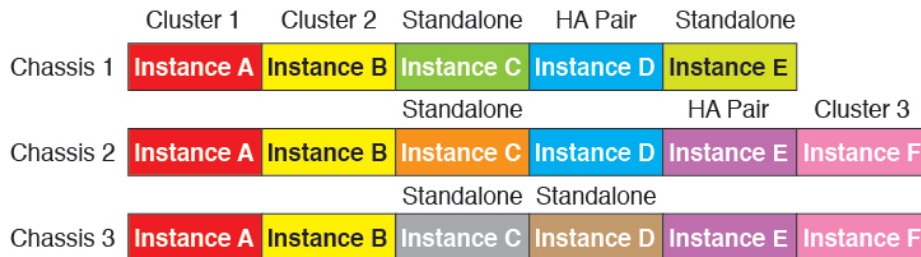 Cluster 1 Cluster 2 Standalone HA Pair Standalone
Chassis 1 Instance A Instance B Instance C Instance D Instance E
Standalone HA Pair Cluster 3
Chassis 2 Instance A Instance B Instance C Instance D Instance E Instance F
Standalone Standalone
Chassis 3 Instance A Instance B Instance C Instance D Instance E Instance F